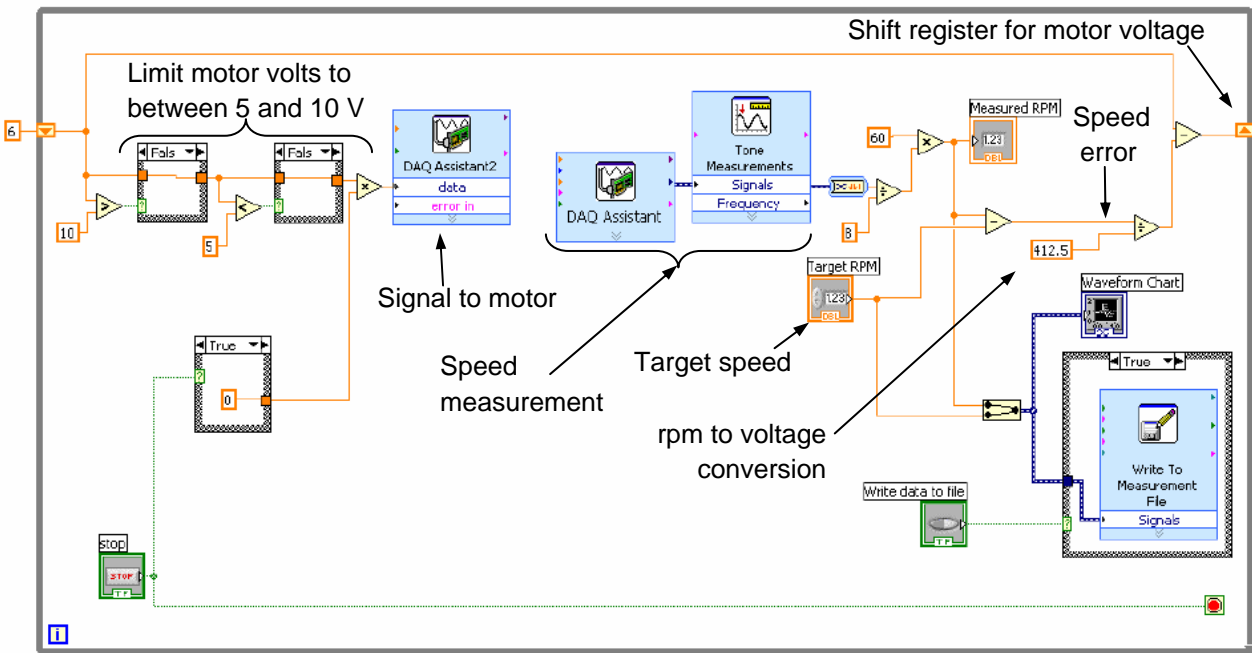 Shift register for motor voltage
Limit motor volts to
between 5 and 10 V
6
Fals
Fals
10
5
DAQ Assistant2
data
error in
DAQ Assistant
Tone
Measurements
Signals
Frequency
60
8
Measured RPM
1.23
DBL
Speed
error
412.5
Signal to motor
Target RPM
1.23
DBL
Waveform Chart
True
0
Speed
measurement
Target speed
rpm to voltage
conversion
True
Write To
Measurement
File
Signals
Write data to file
TF
stop
STOP
TF
i